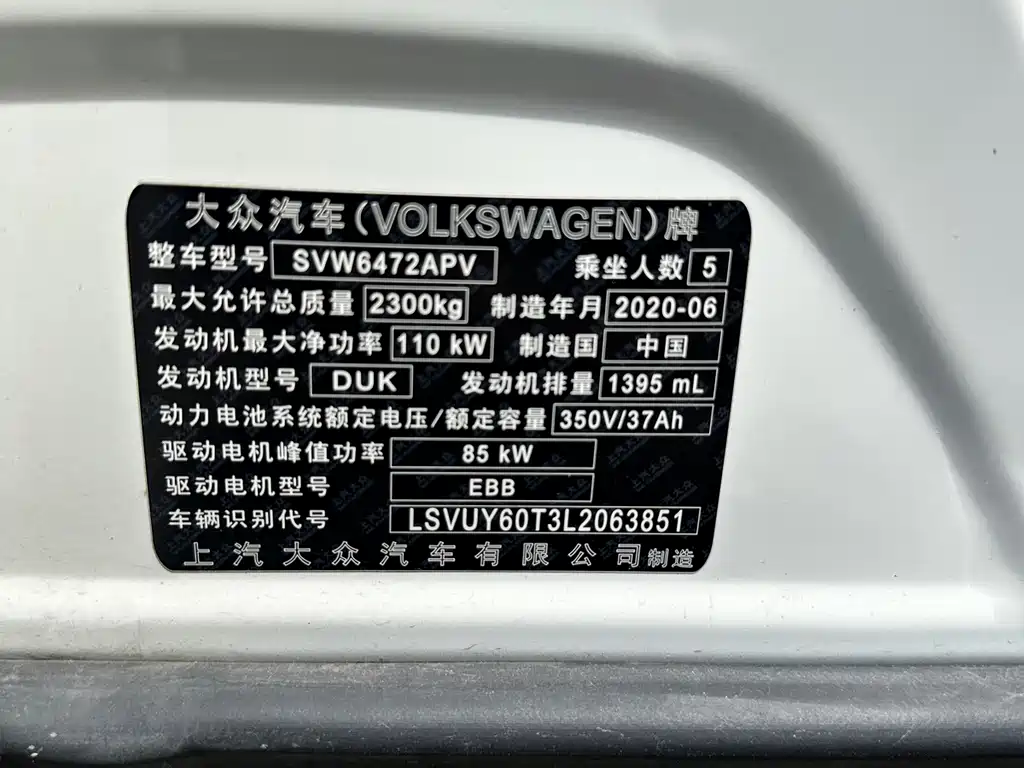 大众汽车(VOLKSWAGEN)牌
整车型号 SVW6472APV 乘坐人数 5
最大允许总质量 2300kg 制造年月 2020-06
发动机最大净功率 110 kW 制造国 中国
发动机型号 DUK 发动机排量 1395 mL
动力电池系统额定电压/额定容量 350V/37Ah
驱动电机峰值功率 85 kW
驱动电机型号 EBB
车辆识别代号 LSVUY60T3L2063851
上汽大众汽车有限公司制造